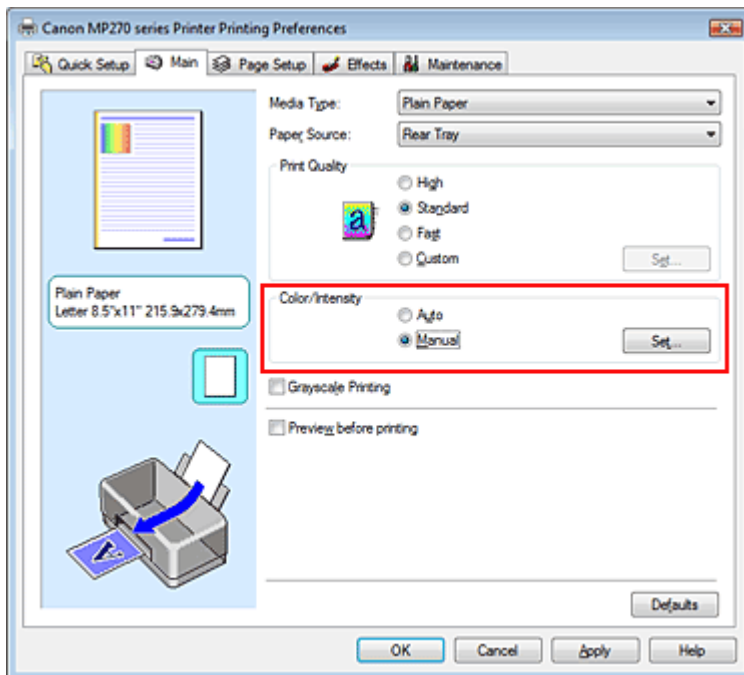 Canon MP270 series Printer Printing Preferences
Quick Setup Main Page Setup Effects Maintenance
Media Type: Plain Paper
Paper Source: Rear Tray
Print Quality
High
Standard
Fast
Custom Set...
Plain Paper
Letter 8.5"x11" 215.9x279.4mm
Color/Intensity
Auto
Manual Set...
Grayscale Printing
Preview before printing
Defaults
OK Cancel Apply Help